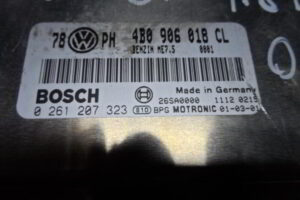 78 PH 4B0 906 018 CL
BENZIN ME7.5 0001
BOSCH Made in Germany
26SA0000 1112 0215
0 261 207 323 E10 BPG MOTRONIC 01-03-01